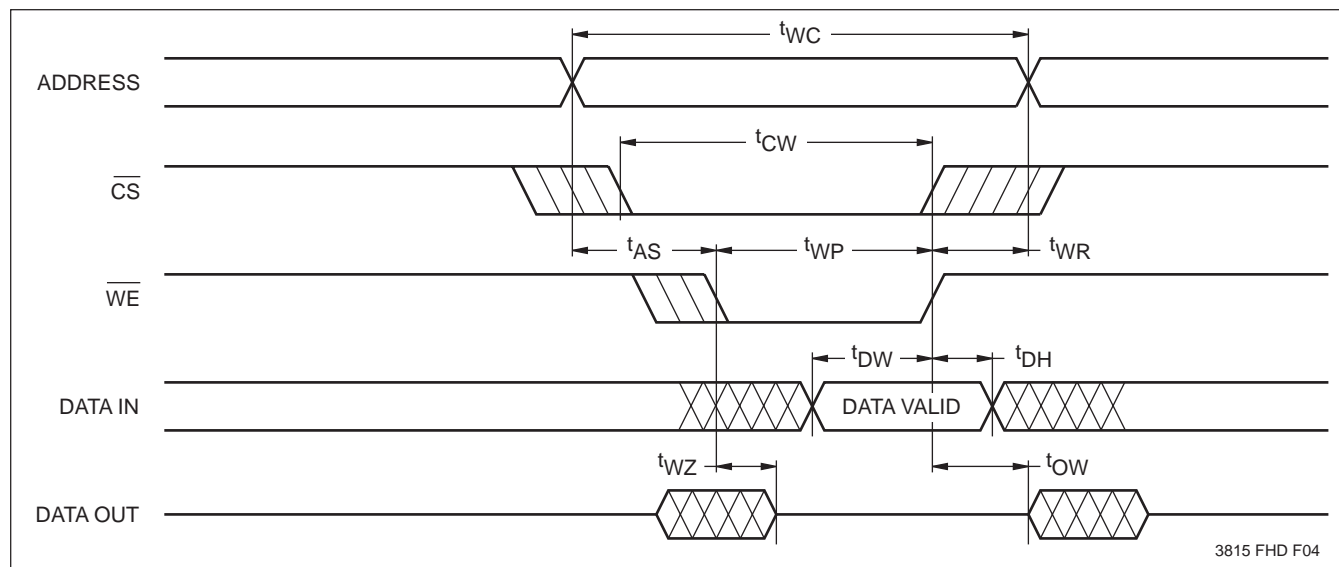 tWC
ADDRESS
tCW
CS
tAS
tWP
tWR
WE
tDW
tDH
DATA IN
DATA VALID
tWZ
tOW
DATA OUT
3815 FHD F04